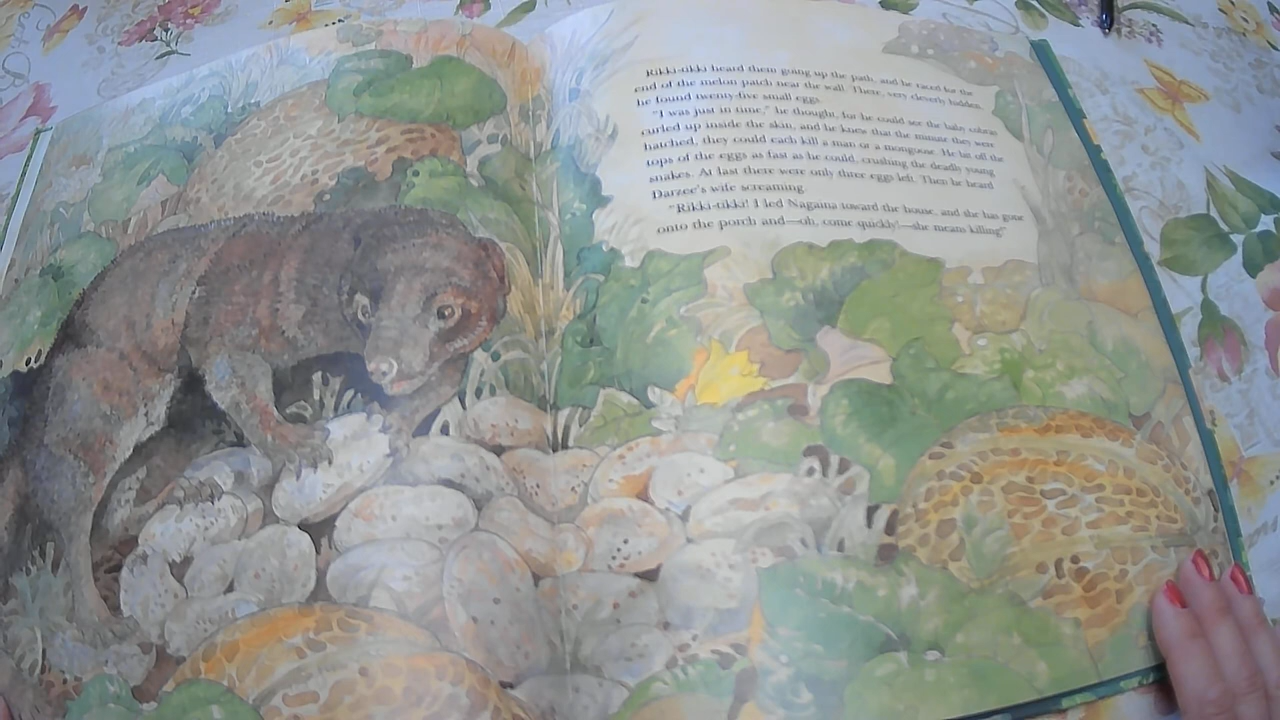 Rikki-tikki heard them going up the path, and he raced for the
end of the melon patch near the wall. There, very cleverly hidden,
he found twenty-five small eggs.
"I was just in time," he thought, for he could see the baby cobras
curled up inside the skin, and he knew that the minute they were
hatched, they could each kill a man or a mongoose. He bit off the
tops of the eggs as fast as he could, crushing the deadly young
snakes. At last there were only three eggs left. Then he heard
Darzee's wife screaming.
"Rikki-tikki! I led Nagaina toward the house, and she has gone
onto the porch and—oh, come quickly!—she means killing!"